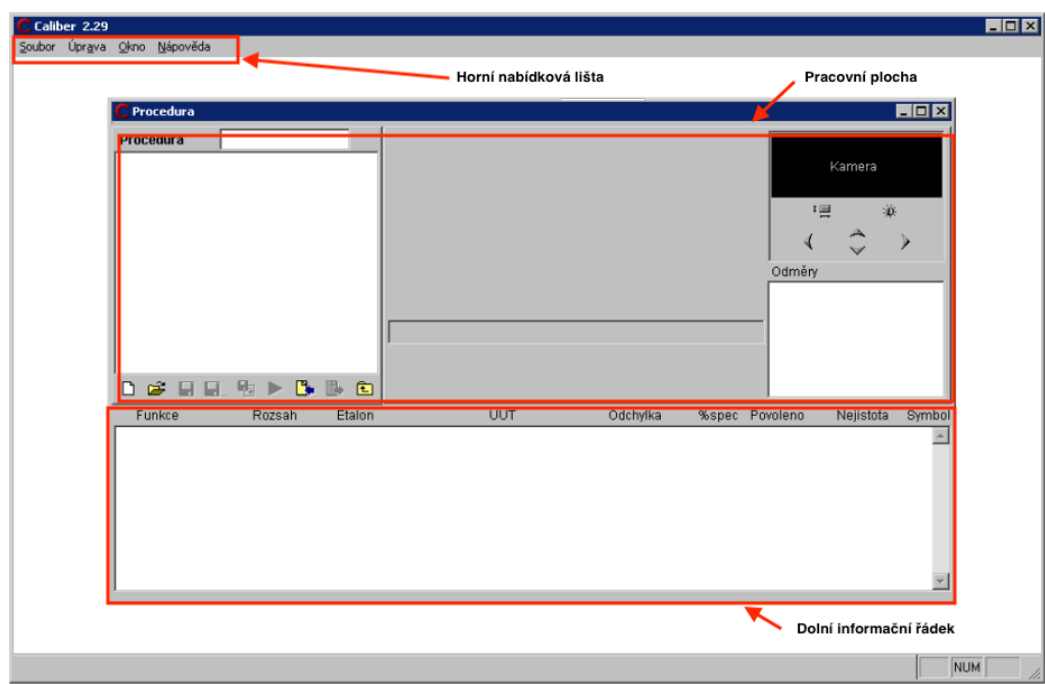 Caliber 2.29
Soubor Úprava Okno Nápověda
Horní nabídková lišta
Pracovní plocha
Procedura
Procedura
Kamera
Odměry
Funkce Rozsah Etalon UUT Odchylka %spec Povoleno Nejistota Symbol
Dolní informační řádek
NUM